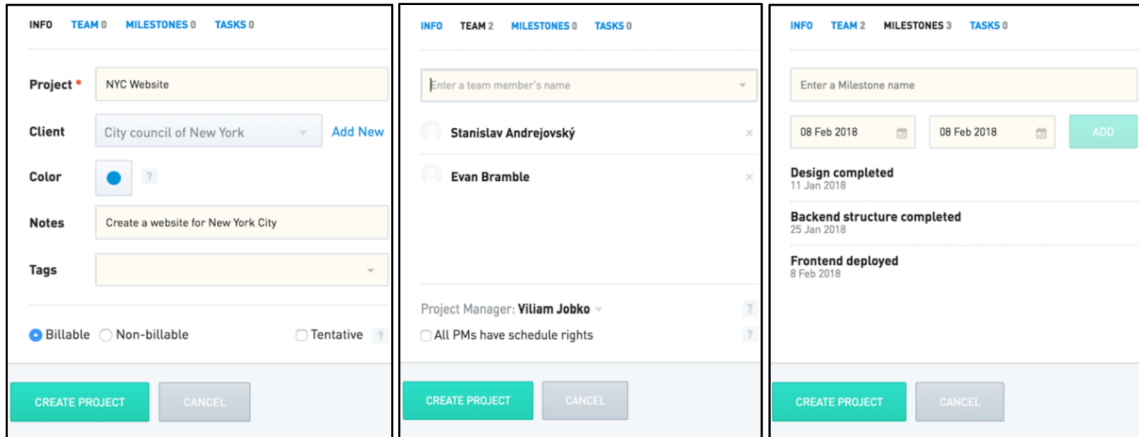 INFO TEAM 0 MILESTONES 0 TASKS 0
Project * NYC Website
Client City council of New York Add New
Color ?
Notes Create a website for New York City
Tags
Billable Non-billable Tentative ?
CREATE PROJECT CANCEL
INFO TEAM 2 MILESTONES 0 TASKS 0
Enter a team member's name
Stanislav Andrejovský ×
Evan Bramble ×
Project Manager: Viliam Jobko ?
All PMs have schedule rights ?
CREATE PROJECT CANCEL
INFO TEAM 2 MILESTONES 3 TASKS 0
Enter a Milestone name
08 Feb 2018 08 Feb 2018 ADD
Design completed
11 Jan 2018
Backend structure completed
25 Jan 2018
Frontend deployed
8 Feb 2018
CREATE PROJECT CANCEL